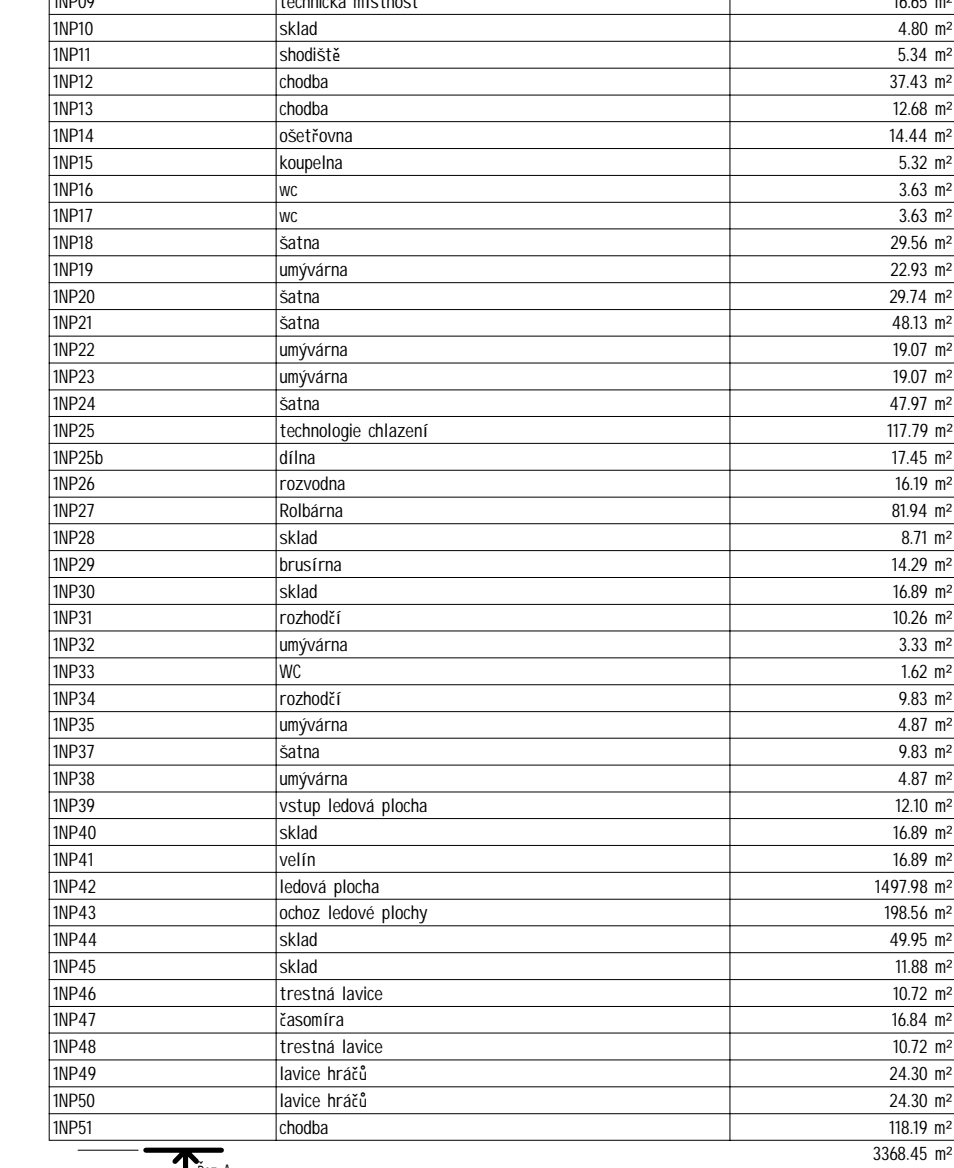 1NP09 technická místnost 16.65 m²
1NP10 sklad 4.80 m²
1NP11 shodiště 5.34 m²
1NP12 chodba 37.43 m²
1NP13 chodba 12.68 m²
1NP14 ošetřovna 14.44 m²
1NP15 koupelna 5.32 m²
1NP16 wc 3.63 m²
1NP17 wc 3.63 m²
1NP18 šatna 29.56 m²
1NP19 umývárna 22.93 m²
1NP20 šatna 29.74 m²
1NP21 šatna 48.13 m²
1NP22 umývárna 19.07 m²
1NP23 umývárna 19.07 m²
1NP24 šatna 47.97 m²
1NP25 technologie chlazení 117.79 m²
1NP25b dílna 17.45 m²
1NP26 rozvodna 16.19 m²
1NP27 Rolbárna 81.94 m²
1NP28 sklad 8.71 m²
1NP29 brusírna 14.29 m²
1NP30 sklad 16.89 m²
1NP31 rozhodčí 10.26 m²
1NP32 umývárna 3.33 m²
1NP33 WC 1.62 m²
1NP34 rozhodčí 9.83 m²
1NP35 umývárna 4.87 m²
1NP37 šatna 9.83 m²
1NP38 umývárna 4.87 m²
1NP39 vstup ledová plocha 12.10 m²
1NP40 sklad 16.89 m²
1NP41 velín 16.89 m²
1NP42 ledová plocha 1497.98 m²
1NP43 ochoz ledové plochy 198.56 m²
1NP44 sklad 49.95 m²
1NP45 sklad 11.88 m²
1NP46 trestná lavice 10.72 m²
1NP47 časomíra 16.84 m²
1NP48 trestná lavice 10.72 m²
1NP49 lavice hráčů 24.30 m²
1NP50 lavice hráčů 24.30 m²
1NP51 chodba 118.19 m²
3368.45 m²